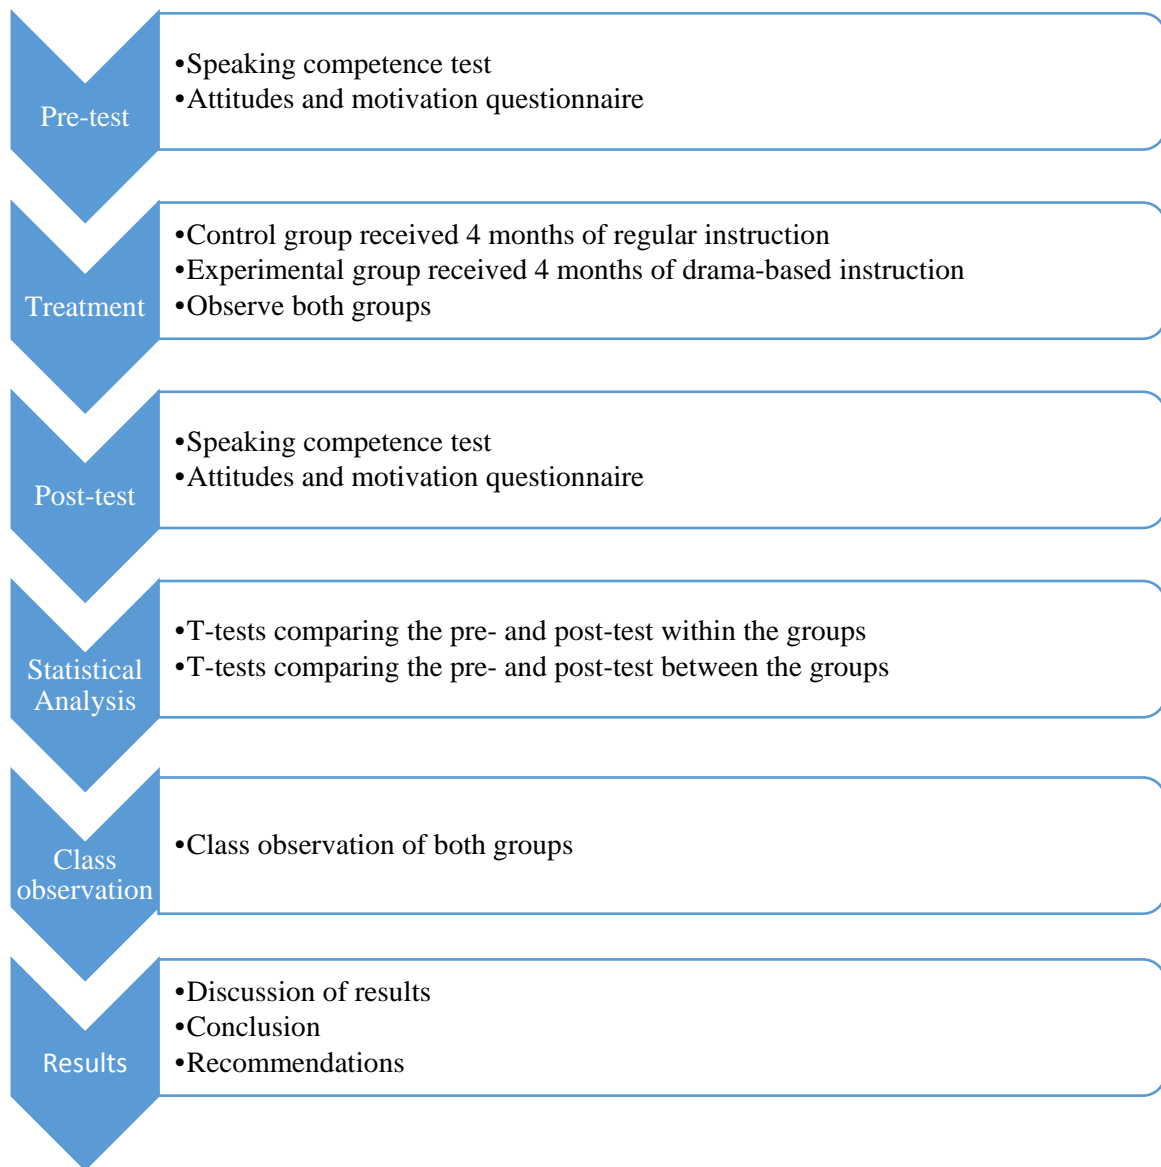 Pre-test
•Speaking competence test
•Attitudes and motivation questionnaire
Treatment
•Control group received 4 months of regular instruction
•Experimental group received 4 months of drama-based instruction
•Observe both groups
Post-test
•Speaking competence test
•Attitudes and motivation questionnaire
Statistical
Analysis
•T-tests comparing the pre- and post-test within the groups
•T-tests comparing the pre- and post-test between the groups
Class
observation
•Class observation of both groups
Results
•Discussion of results
•Conclusion
•Recommendations